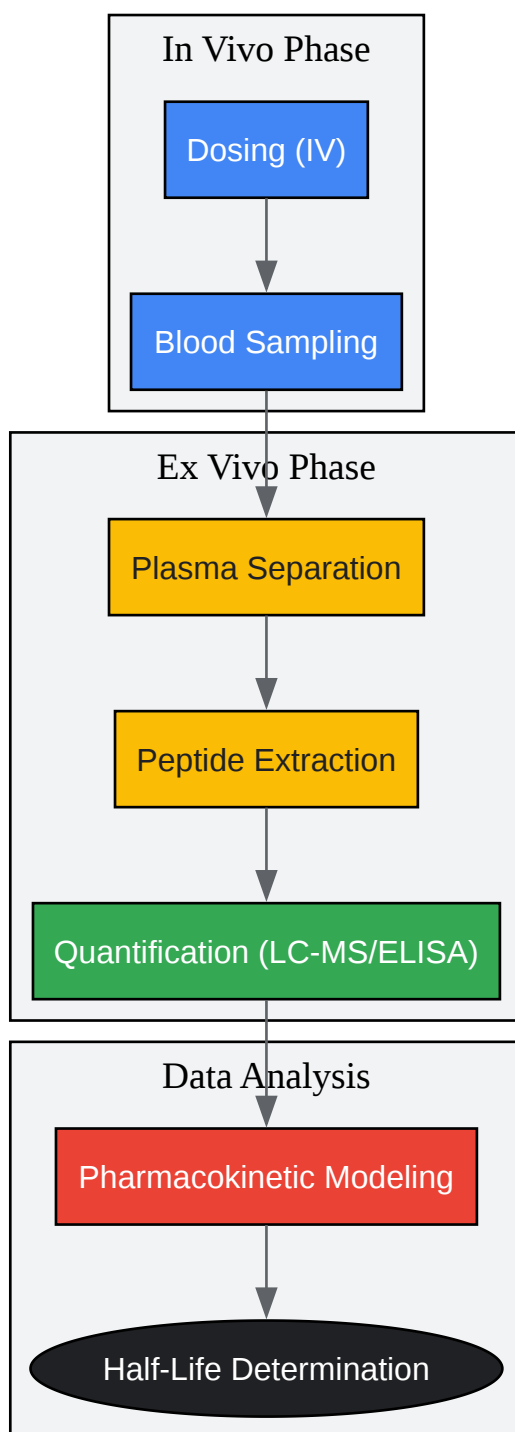 In Vivo Phase
Dosing (IV)
Blood Sampling
Ex Vivo Phase
Plasma Separation
Peptide Extraction
Quantification (LC-MS/ELISA)
Data Analysis
Pharmacokinetic Modeling
Half-Life Determination